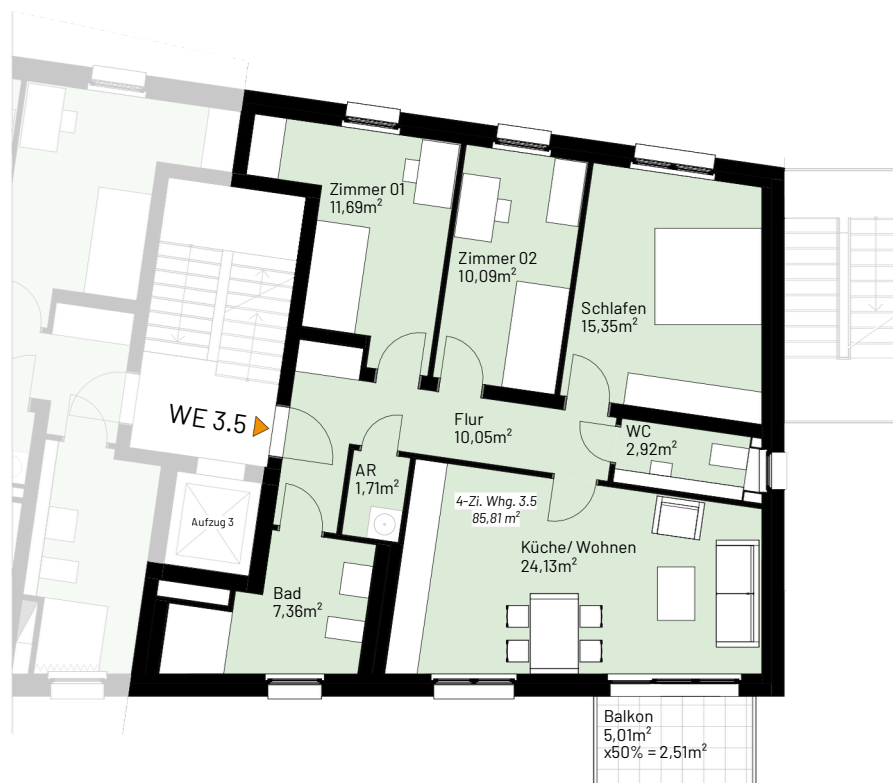 Zimmer 01
11,69m²
Zimmer 02
10,09m²
Schlafen
15,35m²
WE 3.5
Flur
10,05m²
WC
2,92m²
AR
1,71m²
4-Zi. Whg. 3.5
85,81 m²
Aufzug 3
Küche/ Wohnen
24,13m²
Bad
7,36m²
Balkon
5,01m²
x50% = 2,51m²